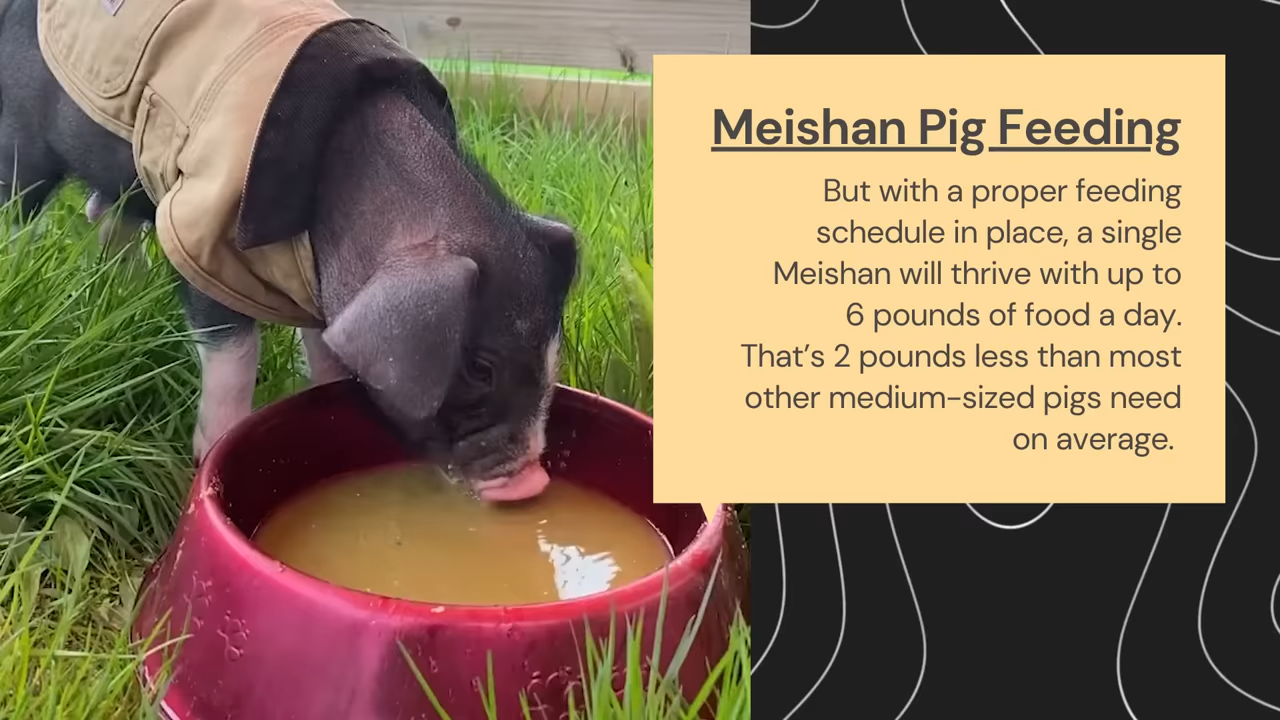 Meishan Pig Feeding
But with a proper feeding
schedule in place, a single
Meishan will thrive with up to
6 pounds of food a day.
That's 2 pounds less than most
other medium-sized pigs need
on average.